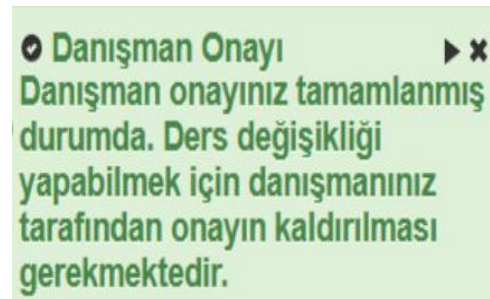 Danışman Onayı
Danışman onayınız tamamlanmış
durumda. Ders değişikliği
yapabilmek için danışmanınız
tarafından onayın kaldırılması
gerekmektedir.